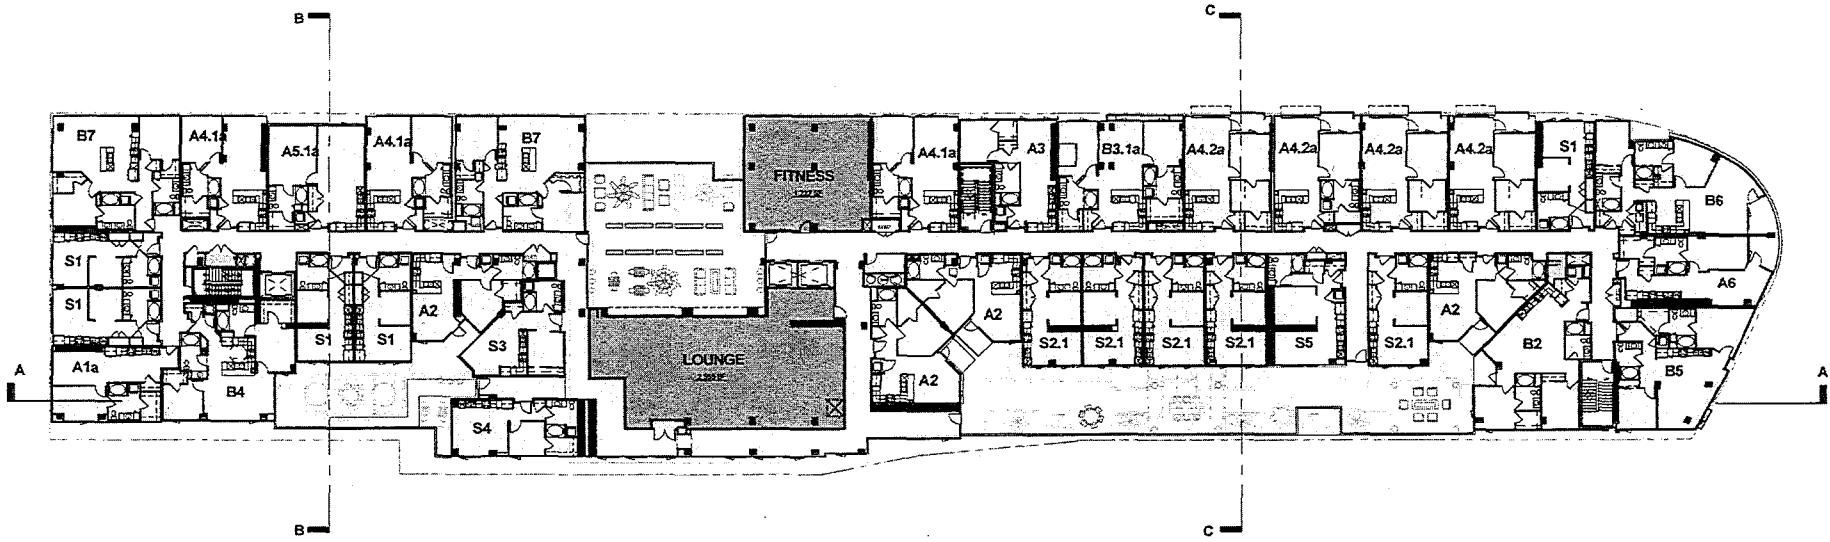 B
C
B7
A4.1a
A5.1a
A4.1a
B7
FITNESS
A4.1a
A3
B3.1a
A4.2a
A4.2a
A4.2a
A4.2a
S1
B6
S1
S1
A2
S3
S1
S1
LOUNGE
A2
A2
S2.1
S2.1
S2.1
S2.1
S5
S2.1
A2
B2
A6
B5
A
A1a
B4
S4
A
B
C